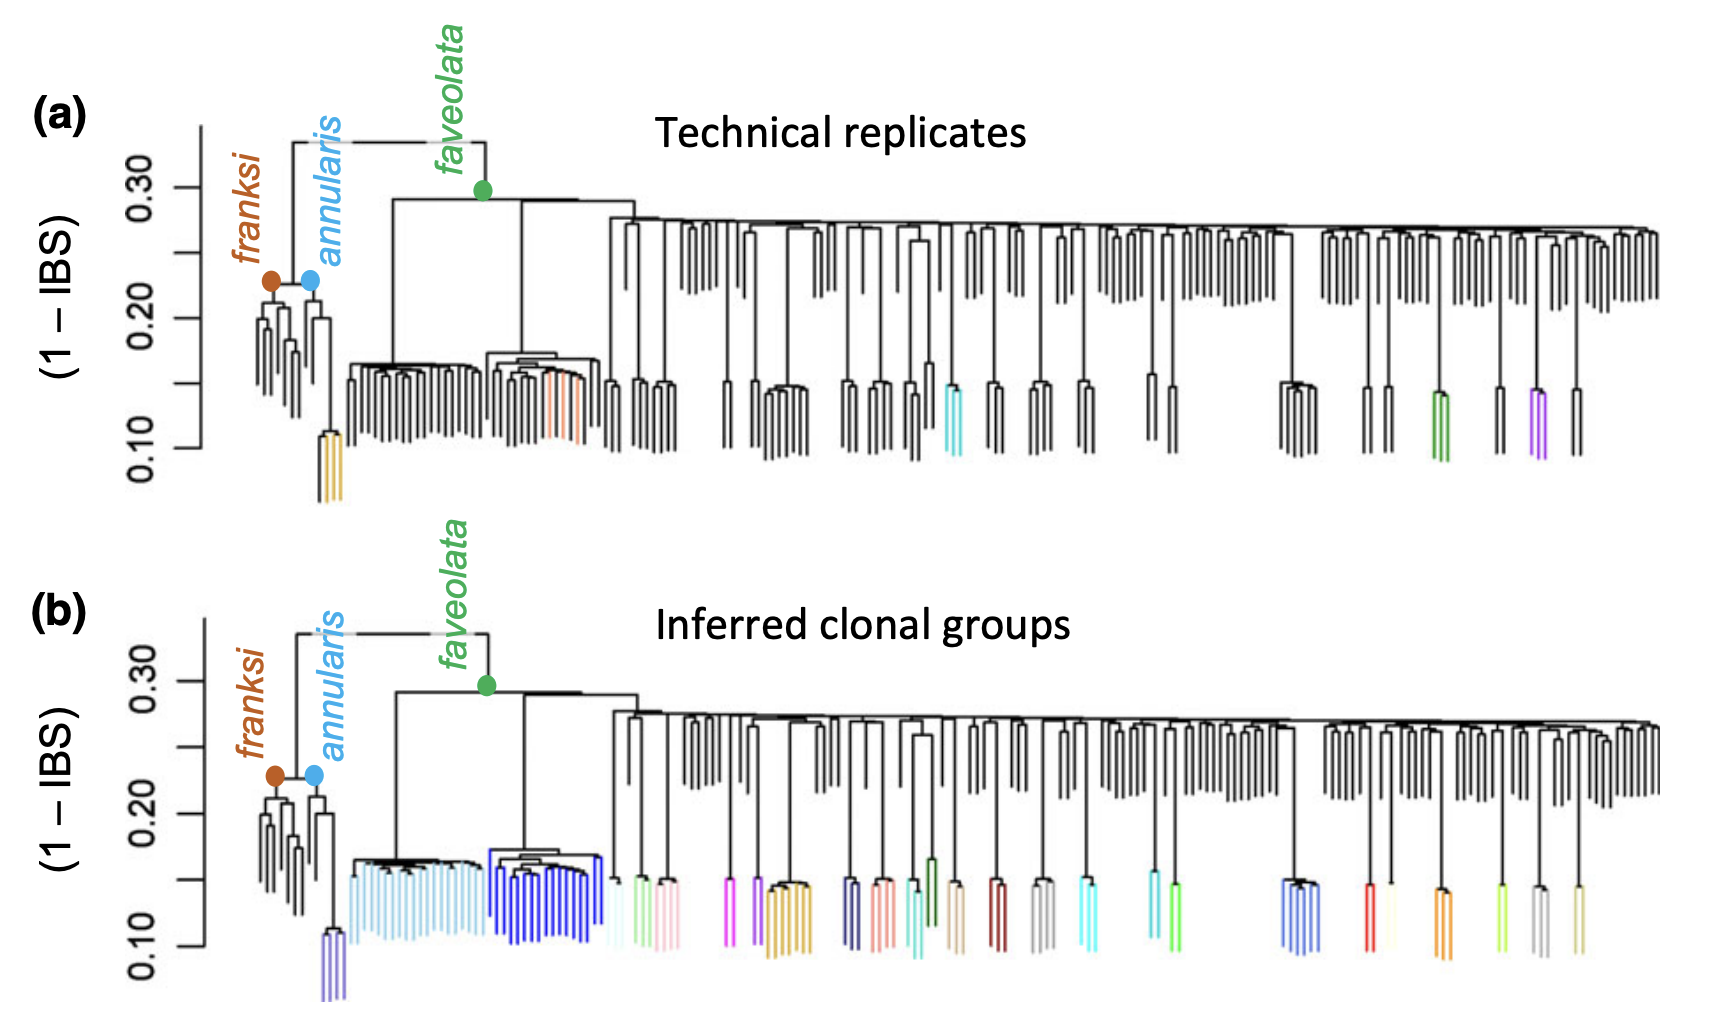 (a)
Technical replicates
franksi
annularis
faveolata
(1 – IBS)
0.30
0.20
0.10
(b)
Inferred clonal groups
franksi
annularis
faveolata
(1 – IBS)
0.30
0.20
0.10